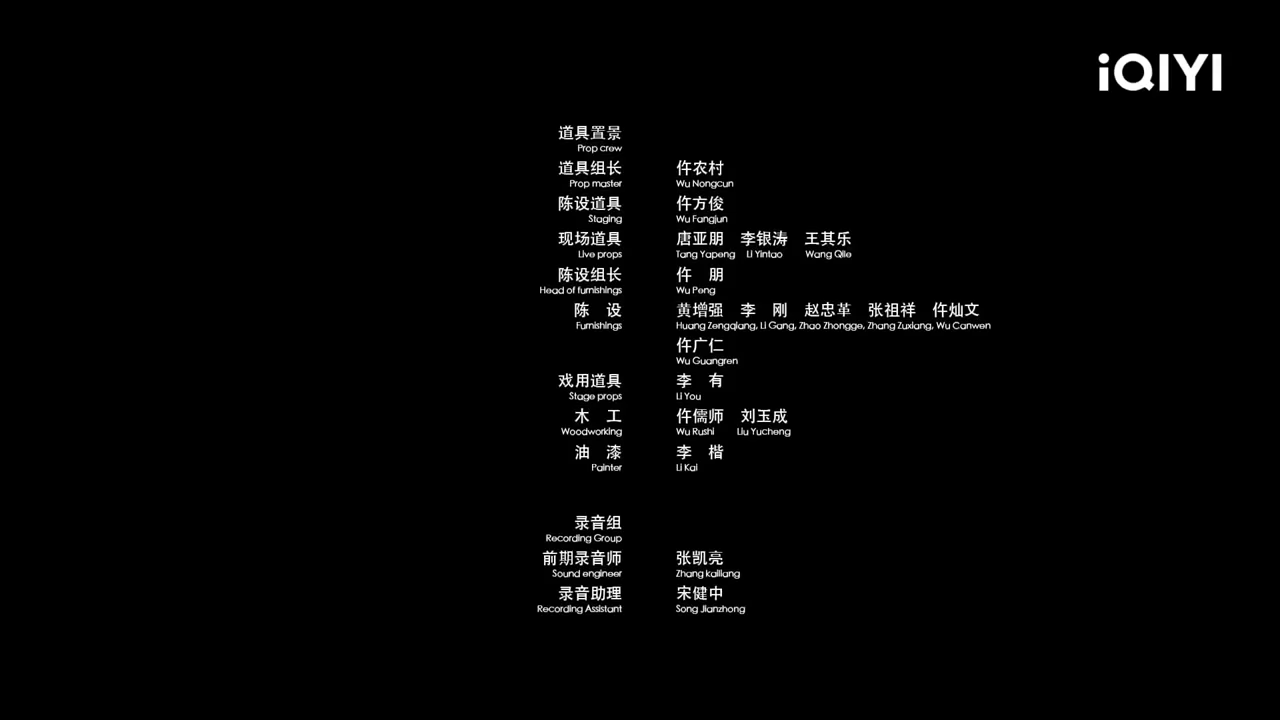 iQIYI
道具置景
Prop crew
道具组长 仵农村
Prop master Wu Nongcun
陈设道具 仵方俊
Staging Wu Fangjun
现场道具 唐亚朋 李银涛 王其乐
Live props Tang Yapeng Li Yintao Wang Qile
陈设组长 仵 朋
Head of furnishings Wu Peng
陈 设 黄增强 李 刚 赵忠革 张祖祥 仵灿文
Furnishings Huang Zengqiang, Li Gang, Zhao Zhongge, Zhang Zuxiang, Wu Canwen
仵广仁
Wu Guangren
戏用道具 李 有
Stage props Li You
木 工 仵儒师 刘玉成
Woodworking Wu Rushi Liu Yucheng
油 漆 李 楷
Painter Li Kai
录音组
Recording Group
前期录音师 张凯亮
Sound engineer Zhang kailiang
录音助理 宋健中
Recording Assistant Song Jianzhong